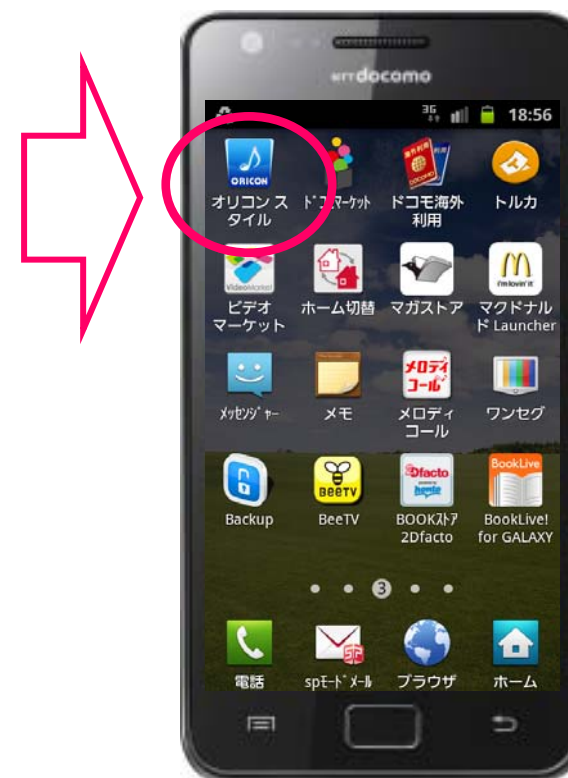 docomo
3G
18:56
ORICON
オリコン ス
タイル
ドコモマーケット
ドコモ海外
利用
トルカ
VideoMarket
ビデオ
マーケット
ホーム切替
マガストア
i'm lovin' it
マクドナル
ド Launcher
メッセンジャー
メモ
メロディ
コール
メロディ
コール
ワンセグ
Backup
BeeTV
BeeTV
2Dfacto
honto
BOOKストア
2Dfacto
BookLive
BookLive!
for GALAXY
3
電話
spモードメール
ブラウザ
ホーム